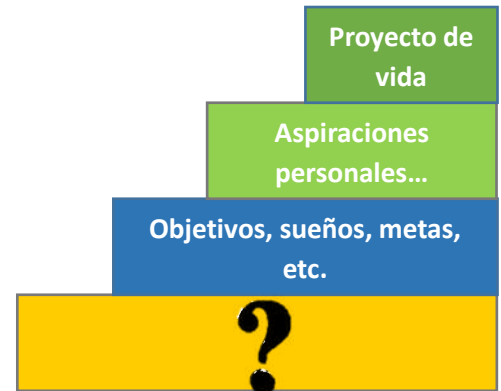 Proyecto de
vida
Aspiraciones
personales...
Objetivos, sueños, metas,
etc.
?